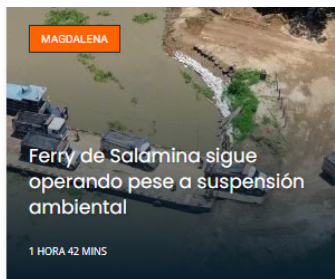 MAGDALENA
Ferry de Salamina sigue
operando pese a suspensión
ambiental
1 HORA 42 MINS